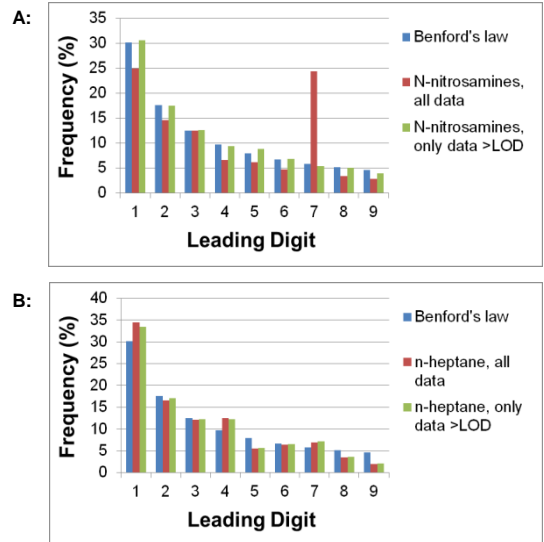 A:
Frequency (%)
35
30
25
20
15
10
5
0
1 2 3 4 5 6 7 8 9
Leading Digit
Benford's law
N-nitrosamines,
all data
N-nitrosamines,
only data >LOD
B:
Frequency (%)
40
35
30
25
20
15
10
5
0
1 2 3 4 5 6 7 8 9
Leading Digit
Benford's law
n-heptane, all
data
n-heptane, only
data >LOD